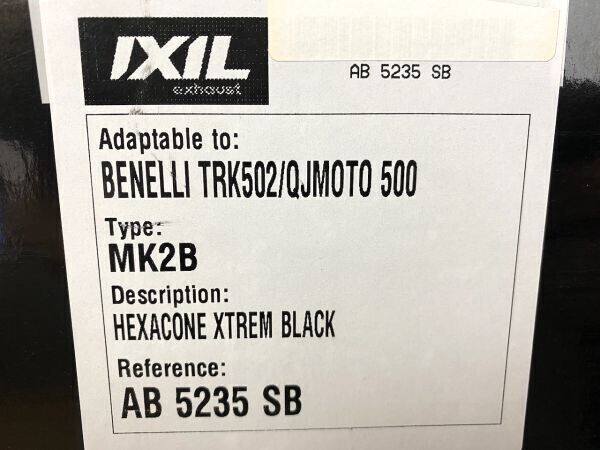 IXIL
exhaust
AB 5235 SB
Adaptable to:
BENELLI TRK502/QJMOTO 500
Type:
MK2B
Description:
HEXACONE XTREM BLACK
Reference:
AB 5235 SB